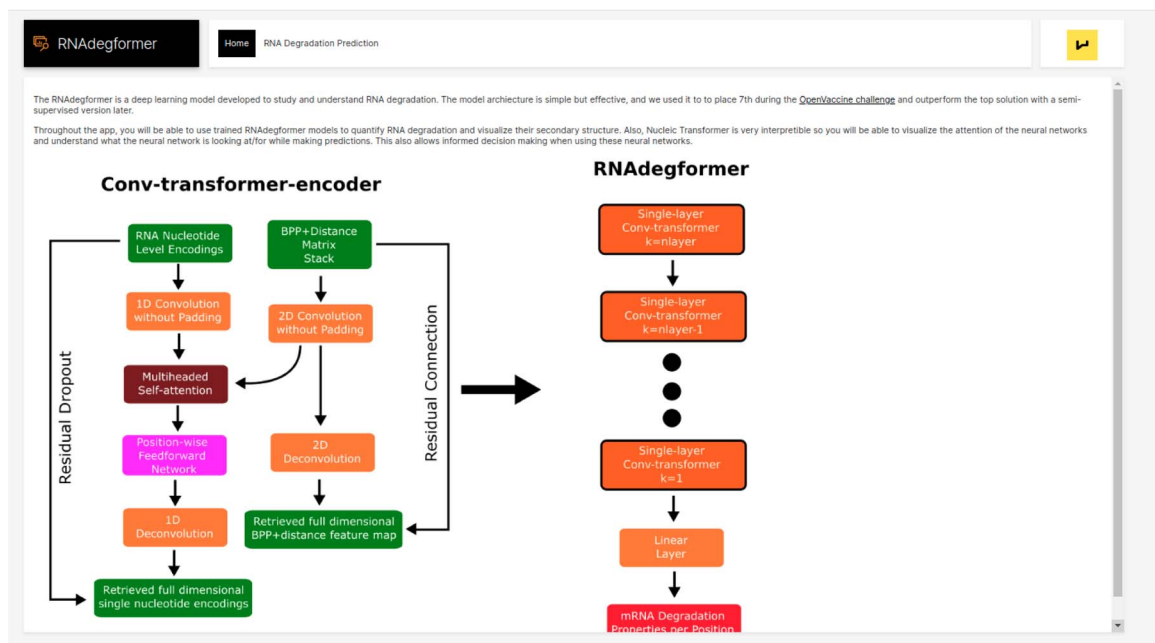 RNAdegformer
Home RNA Degradation Prediction
The RNAdegformer is a deep learning model developed to study and understand RNA degradation. The model archiecture is simple but effective, and we used it to to place 7th during the OpenVaccine challenge and outperform the top solution with a semi-
supervised version later.
Throughout the app, you will be able to use trained RNAdegformer models to quantify RNA degradation and visualize their secondary structure. Also, Nucleic Transformer is very interpretible so you will be able to visualize the attention of the neural networks
and understand what the neural network is looking at/for while making predictions. This also allows informed decision making when using these neural networks.
Conv-transformer-encoder
RNA Nucleotide
Level Encodings
BPP+Distance
Matrix
Stack
1D Convolution
without Padding
2D Convolution
without Padding
Multiheaded
Self-attention
Position-wise
Feedforward
Network
2D
Deconvolution
1D
Deconvolution
Retrieved full dimensional
BPP+distance feature map
Retrieved full dimensional
single nucleotide encodings
Residual Dropout
Residual Connection
RNAdegformer
Single-layer
Conv-transformer
k=nlayer
Single-layer
Conv-transformer
k=nlayer-1
Single-layer
Conv-transformer
k=1
Linear
Layer
mRNA Degradation
Properties per Position